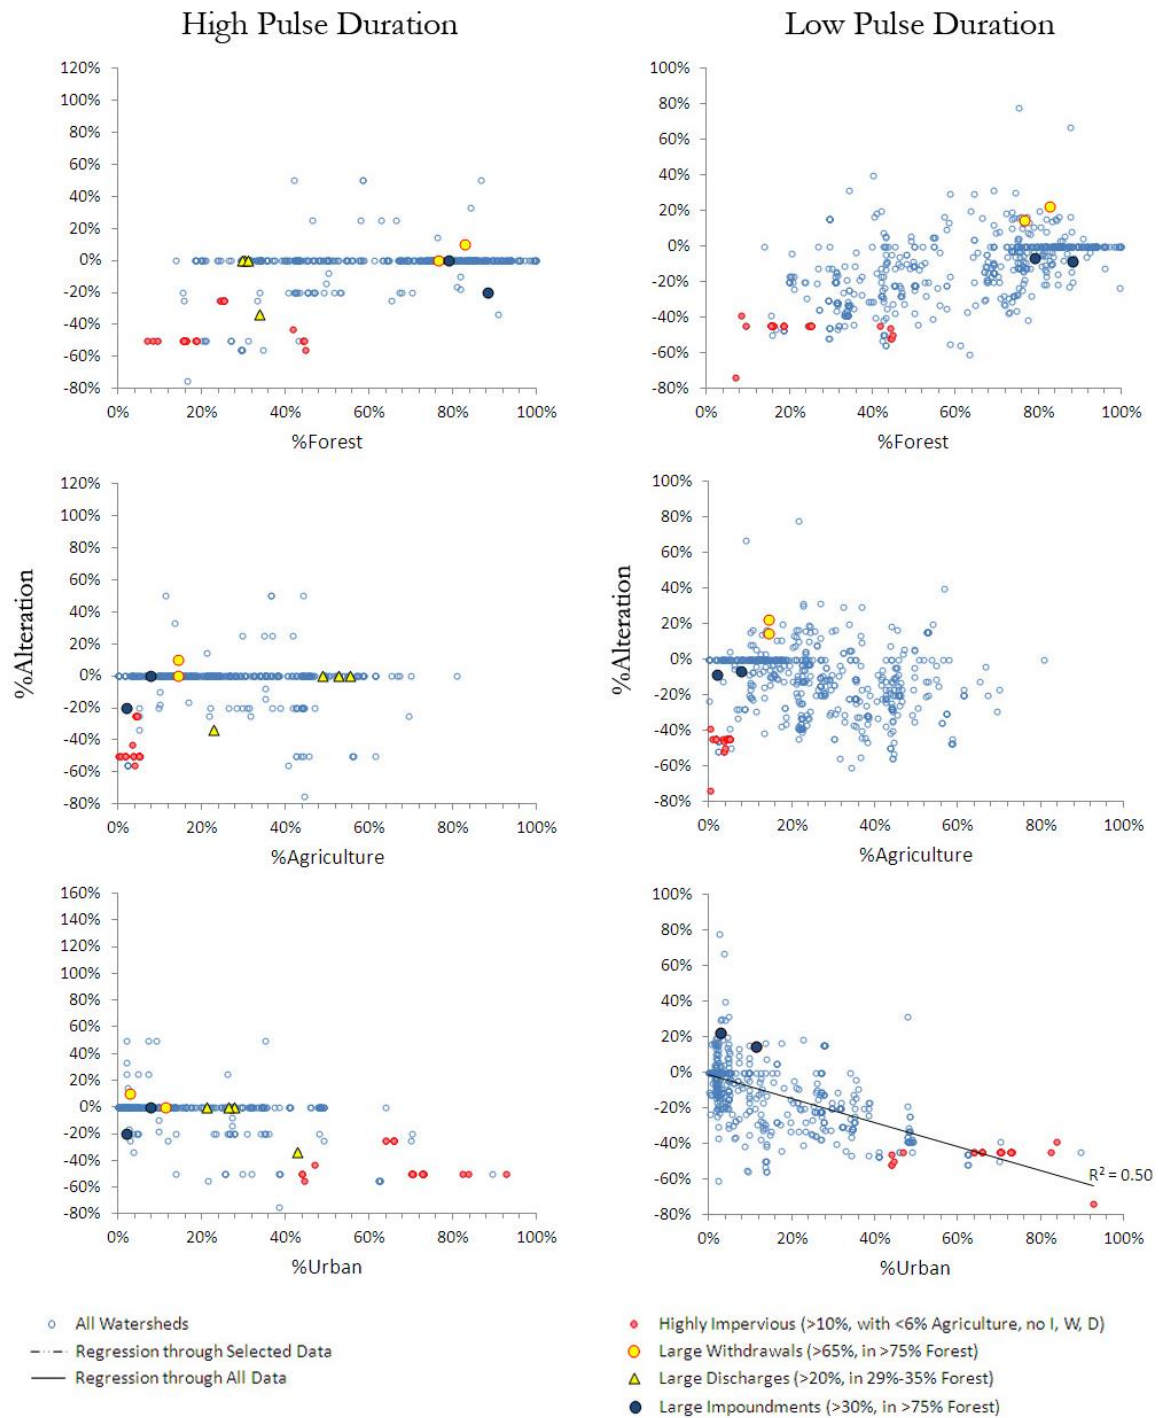 High Pulse Duration
Low Pulse Duration
120%
100%
80%
60%
40%
20%
0%
-20%
-40%
-60%
-80%
0% 20% 40% 60% 80% 100%
%Forest
100%
80%
60%
40%
20%
0%
-20%
-40%
-60%
-80%
0% 20% 40% 60% 80% 100%
%Forest
%Alteration
120%
100%
80%
60%
40%
20%
0%
-20%
-40%
-60%
-80%
0% 20% 40% 60% 80% 100%
%Agriculture
%Alteration
100%
80%
60%
40%
20%
0%
-20%
-40%
-60%
-80%
0% 20% 40% 60% 80% 100%
%Agriculture
160%
140%
120%
100%
80%
60%
40%
20%
0%
-20%
-40%
-60%
-80%
0% 20% 40% 60% 80% 100%
%Urban
100%
80%
60%
40%
20%
0%
-20%
-40%
-60%
-80%
R² = 0.50
0% 20% 40% 60% 80% 100%
%Urban
All Watersheds
Regression through Selected Data
Regression through All Data
Highly Impervious (>10%, with <6% Agriculture, no I, W, D)
Large Withdrawals (>65%, in >75% Forest)
Large Discharges (>20%, in 29%-35% Forest)
Large Impoundments (>30%, in >75% Forest)